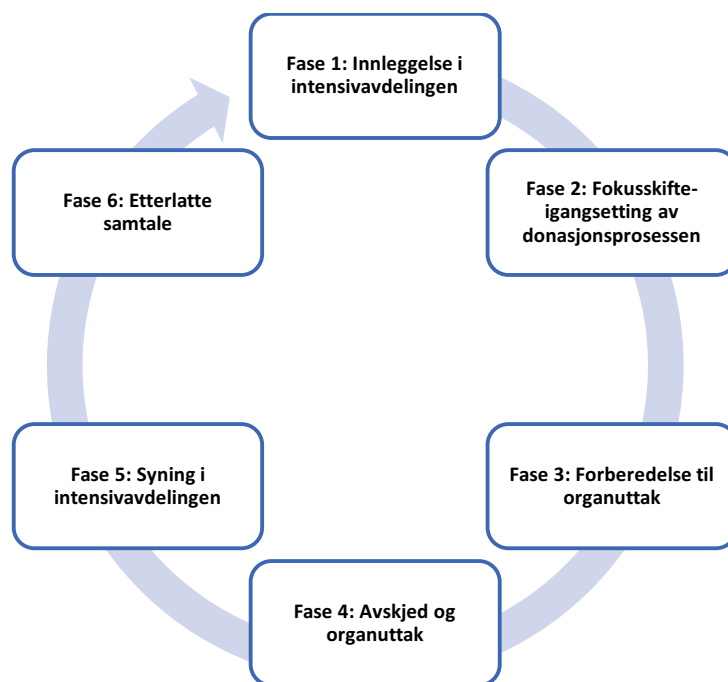 Fase 1: Innleggelse i
intensivavdelingen
Fase 2: Fokusskifte-
igangsetting av
donasjonsprosessen
Fase 3: Forberedelse til
organuttak
Fase 4: Avskjed og
organuttak
Fase 5: Syning i
intensivavdelingen
Fase 6: Etterlatte
samtale